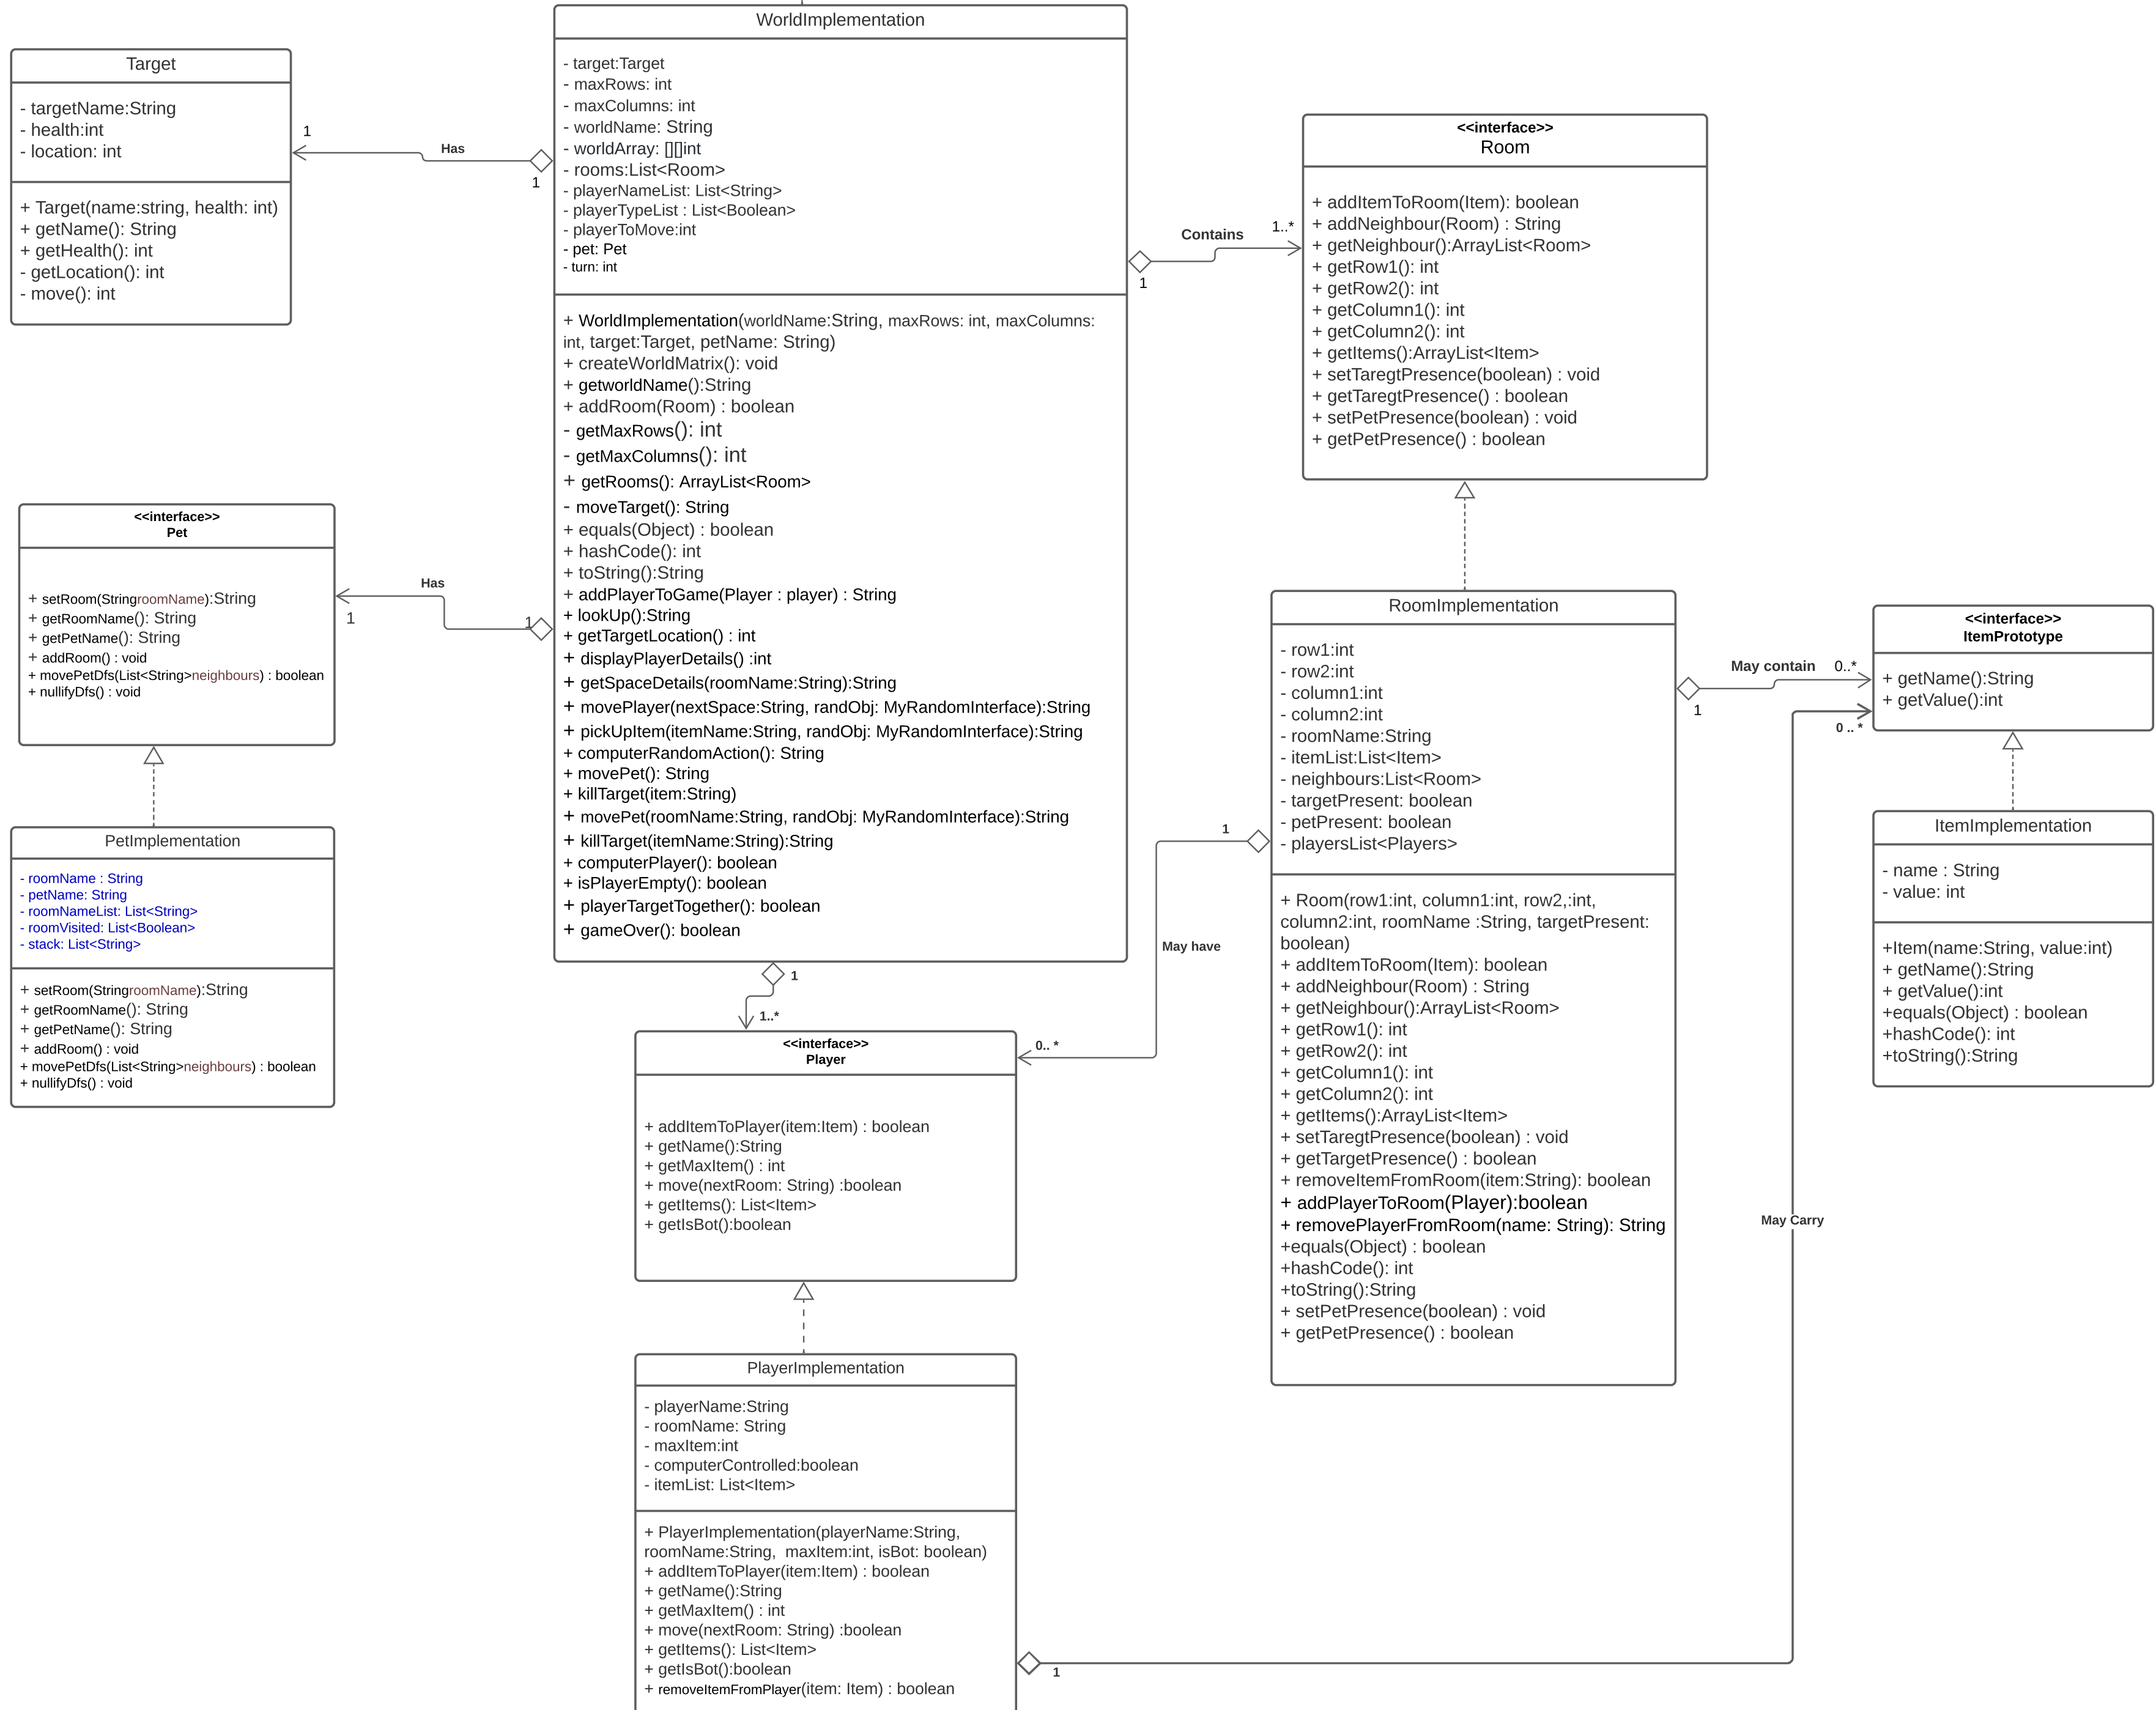 WorldImplementation
- target:Target
- maxRows: int
- maxColumns: int
- worldName: String
- worldArray: [][]int
- rooms:List<Room>
- playerNameList: List<String>
- playerTypeList : List<Boolean>
- playerToMove:int
- pet: Pet
- turn: int
+ WorldImplementation(worldName:String, maxRows: int, maxColumns:
int, target:Target, petName: String)
+ createWorldMatrix(): void
+ getworldName():String
+ addRoom(Room) : boolean
- getMaxRows(): int
- getMaxColumns(): int
+ getRooms(): ArrayList<Room>
- moveTarget(): String
+ equals(Object) : boolean
+ hashCode(): int
+ toString():String
+ addPlayerToGame(Player : player) : String
+ lookUp():String
+ getTargetLocation() : int
+ displayPlayerDetails() :int
+ getSpaceDetails(roomName:String):String
+ movePlayer(nextSpace:String, randObj: MyRandomInterface):String
+ pickUpItem(itemName:String, randObj: MyRandomInterface):String
+ computerRandomAction(): String
+ movePet(): String
+ killTarget(item:String)
+ movePet(roomName:String, randObj: MyRandomInterface):String
+ killTarget(itemName:String):String
+ computerPlayer(): boolean
+ isPlayerEmpty(): boolean
+ playerTargetTogether(): boolean
+ gameOver(): boolean
Target
- targetName:String
- health:int
- location: int
+ Target(name:string, health: int)
+ getName(): String
+ getHealth(): int
- getLocation(): int
- move(): int
1
Has
1
<<interface>>
Room
+ addItemToRoom(Item): boolean
+ addNeighbour(Room) : String
+ getNeighbour():ArrayList<Room>
+ getRow1(): int
+ getRow2(): int
+ getColumn1(): int
+ getColumn2(): int
+ getItems():ArrayList<Item>
+ setTaregtPresence(boolean) : void
+ getTaregtPresence() : boolean
+ setPetPresence(boolean) : void
+ getPetPresence() : boolean
Contains
1..*
1
<<interface>>
Pet
+ setRoom(StringroomName):String
+ getRoomName(): String
+ getPetName(): String
+ addRoom() : void
+ movePetDfs(List<String>neighbours) : boolean
+ nullifyDfs() : void
Has
1
1
PetImplementation
- roomName : String
- petName: String
- roomNameList: List<String>
- roomVisited: List<Boolean>
- stack: List<String>
+ setRoom(StringroomName):String
+ getRoomName(): String
+ getPetName(): String
+ addRoom() : void
+ movePetDfs(List<String>neighbours) : boolean
+ nullifyDfs() : void
RoomImplementation
- row1:int
- row2:int
- column1:int
- column2:int
- roomName:String
- itemList:List<Item>
- neighbours:List<Room>
- targetPresent: boolean
- petPresent: boolean
- playersList<Players>
+ Room(row1:int, column1:int, row2,:int,
column2:int, roomName :String, targetPresent:
boolean)
+ addItemToRoom(Item): boolean
+ addNeighbour(Room) : String
+ getNeighbour():ArrayList<Room>
+ getRow1(): int
+ getRow2(): int
+ getColumn1(): int
+ getColumn2(): int
+ getItems():ArrayList<Item>
+ setTaregtPresence(boolean) : void
+ getTargetPresence() : boolean
+ removeItemFromRoom(item:String): boolean
+ addPlayerToRoom(Player):boolean
+ removePlayerFromRoom(name: String): String
+equals(Object) : boolean
+hashCode(): int
+toString():String
+ setPetPresence(boolean) : void
+ getPetPresence() : boolean
<<interface>>
ItemPrototype
+ getName():String
+ getValue():int
May contain
0..*
1
0 .. *
ItemImplementation
- name : String
- value: int
+Item(name:String, value:int)
+ getName():String
+ getValue():int
+equals(Object) : boolean
+hashCode(): int
+toString():String
1
May have
0.. *
1
1..*
<<interface>>
Player
+ addItemToPlayer(item:Item) : boolean
+ getName():String
+ getMaxItem() : int
+ move(nextRoom: String) :boolean
+ getItems(): List<Item>
+ getIsBot():boolean
May Carry
PlayerImplementation
- playerName:String
- roomName: String
- maxItem:int
- computerControlled:boolean
- itemList: List<Item>
+ PlayerImplementation(playerName:String,
roomName:String,  maxItem:int, isBot: boolean)
+ addItemToPlayer(item:Item) : boolean
+ getName():String
+ getMaxItem() : int
+ move(nextRoom: String) :boolean
+ getItems(): List<Item>
+ getIsBot():boolean
+ removeItemFromPlayer(item: Item) : boolean
1